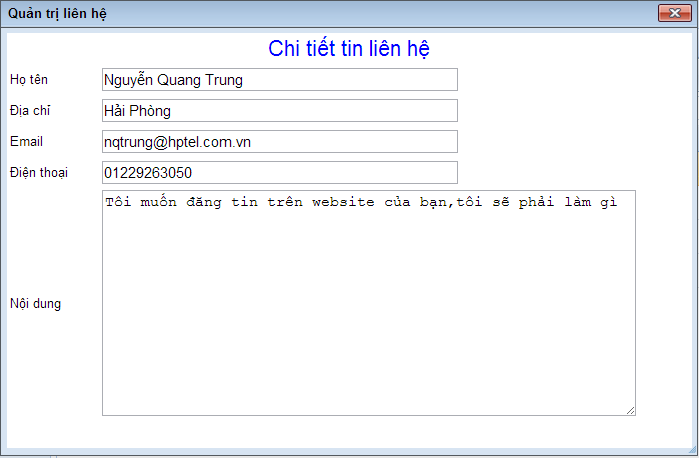 Quản trị liên hệ
Chi tiết tin liên hệ
Họ tên Nguyễn Quang Trung
Địa chỉ Hải Phòng
Email nqtrung@hptel.com.vn
Điện thoại 01229263050
Tôi muốn đăng tin trên website của bạn,tôi sẽ phải làm gì
Nội dung